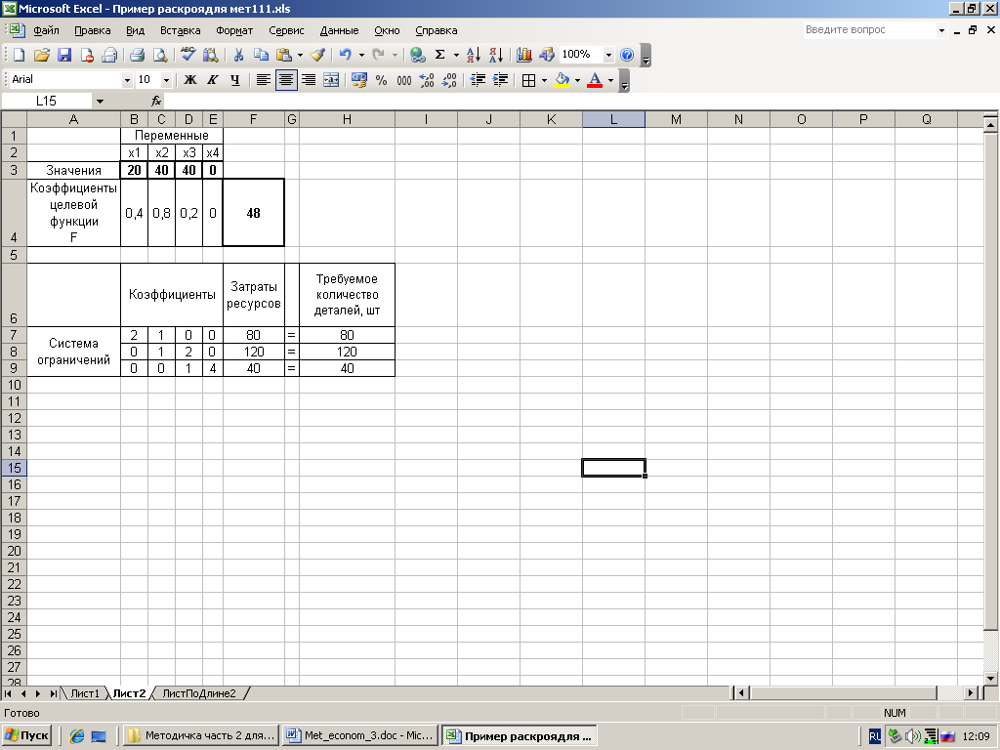 Microsoft Excel - Пример раскроядля мет111.xls
Файл Правка Вид Вставка Формат Сервис Данные Окно Справка Введите вопрос
100%
Arial 10 Ж К Ч % 000
L15 fx
A B C D E F G H I J K L M N O P Q
1 Переменные
2 x1 x2 x3 x4
3 Значения 20 40 40 0
Коэффициенты
целевой
функции
F
4 0,4 0,8 0,2 0 48
5
6 Коэффициенты
Затраты
ресурсов
Требуемое
количество
деталей, шт
Система
ограничений
7 2 1 0 0 80 = 80
8 0 1 2 0 120 = 120
9 0 0 1 4 40 = 40
10
11
12
13
14
15
16
17
18
19
20
21
22
23
24
25
26
27
28
Лист1 Лист2 ЛистПоДлине2
Готово NUM
Пуск Методичка часть 2 для... Met_econom_3.doc - Mic... Пример раскроядля ... RU 12:09